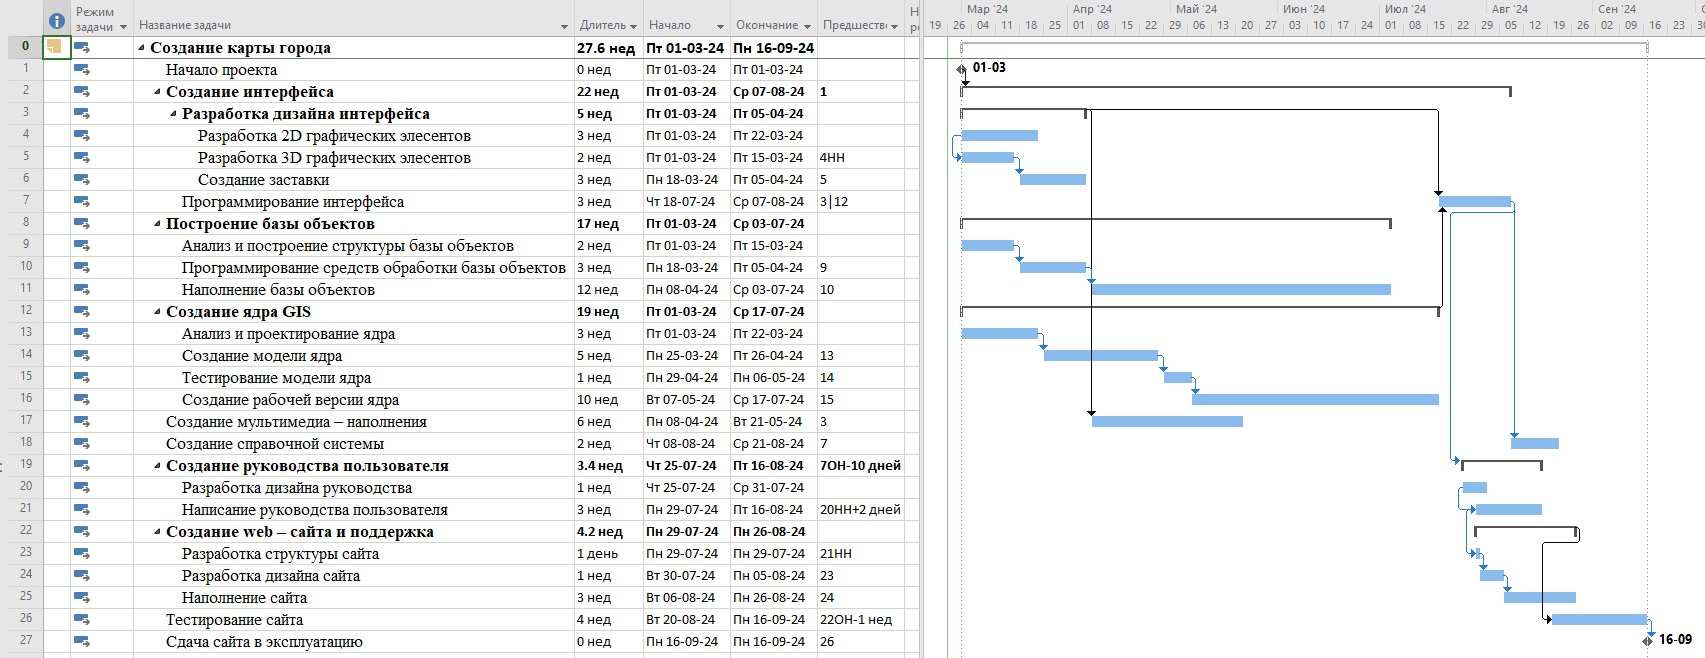 Режим задачи Название задачи Длитель Начало Окончание Предшест Н р
Мар '24 Апр '24 Май '24 Июн '24 Июл '24 Авг '24 Сен '24
19 26 04 11 18 25 01 08 15 22 29 06 13 20 27 03 10 17 24 01 08 15 22 29 05 12 19 26 02 09 16 23 30
0 Создание карты города 27.6 нед Пт 01-03-24 Пн 16-09-24
1 Начало проекта 0 нед Пт 01-03-24 Пт 01-03-24 01-03
2 Создание интерфейса 22 нед Пт 01-03-24 Ср 07-08-24 1
3 Разработка дизайна интерфейса 5 нед Пт 01-03-24 Пт 05-04-24
4 Разработка 2D графических элесентов 3 нед Пт 01-03-24 Пт 22-03-24
5 Разработка 3D графических элесентов 2 нед Пт 01-03-24 Пт 15-03-24 4НН
6 Создание заставки 3 нед Пн 18-03-24 Пт 05-04-24 5
7 Программирование интерфейса 3 нед Чт 18-07-24 Ср 07-08-24 3|12
8 Построение базы объектов 17 нед Пт 01-03-24 Ср 03-07-24
9 Анализ и построение структуры базы объектов 2 нед Пт 01-03-24 Пт 15-03-24
10 Программирование средств обработки базы объектов 3 нед Пн 18-03-24 Пт 05-04-24 9
11 Наполнение базы объектов 12 нед Пн 08-04-24 Ср 03-07-24 10
12 Создание ядра GIS 19 нед Пт 01-03-24 Ср 17-07-24
13 Анализ и проектирование ядра 3 нед Пт 01-03-24 Пт 22-03-24
14 Создание модели ядра 5 нед Пн 25-03-24 Пт 26-04-24 13
15 Тестирование модели ядра 1 нед Пн 29-04-24 Пн 06-05-24 14
16 Создание рабочей версии ядра 10 нед Вт 07-05-24 Ср 17-07-24 15
17 Создание мультимедиа – наполнения 6 нед Пн 08-04-24 Вт 21-05-24 3
18 Создание справочной системы 2 нед Чт 08-08-24 Ср 21-08-24 7
19 Создание руководства пользователя 3.4 нед Чт 25-07-24 Пт 16-08-24 7ОН-10 дней
20 Разработка дизайна руководства 1 нед Чт 25-07-24 Ср 31-07-24
21 Написание руководства пользователя 3 нед Пн 29-07-24 Пт 16-08-24 20НН+2 дней
22 Создание web – сайта и поддержка 4.2 нед Пн 29-07-24 Пн 26-08-24
23 Разработка структуры сайта 1 день Пн 29-07-24 Пн 29-07-24 21НН
24 Разработка дизайна сайта 1 нед Вт 30-07-24 Пн 05-08-24 23
25 Наполнение сайта 3 нед Вт 06-08-24 Пн 26-08-24 24
26 Тестирование сайта 4 нед Вт 20-08-24 Пн 16-09-24 22ОН-1 нед
27 Сдача сайта в эксплуатацию 0 нед Пн 16-09-24 Пн 16-09-24 26 16-09